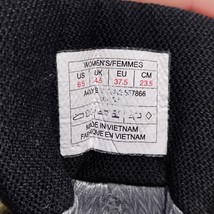 WOMEN'S/FEMMES
US UK EU CM
6.5 4.5 37.5 23.5
MADE IN VIETNAM
FABRIQUE EN VIETNAM